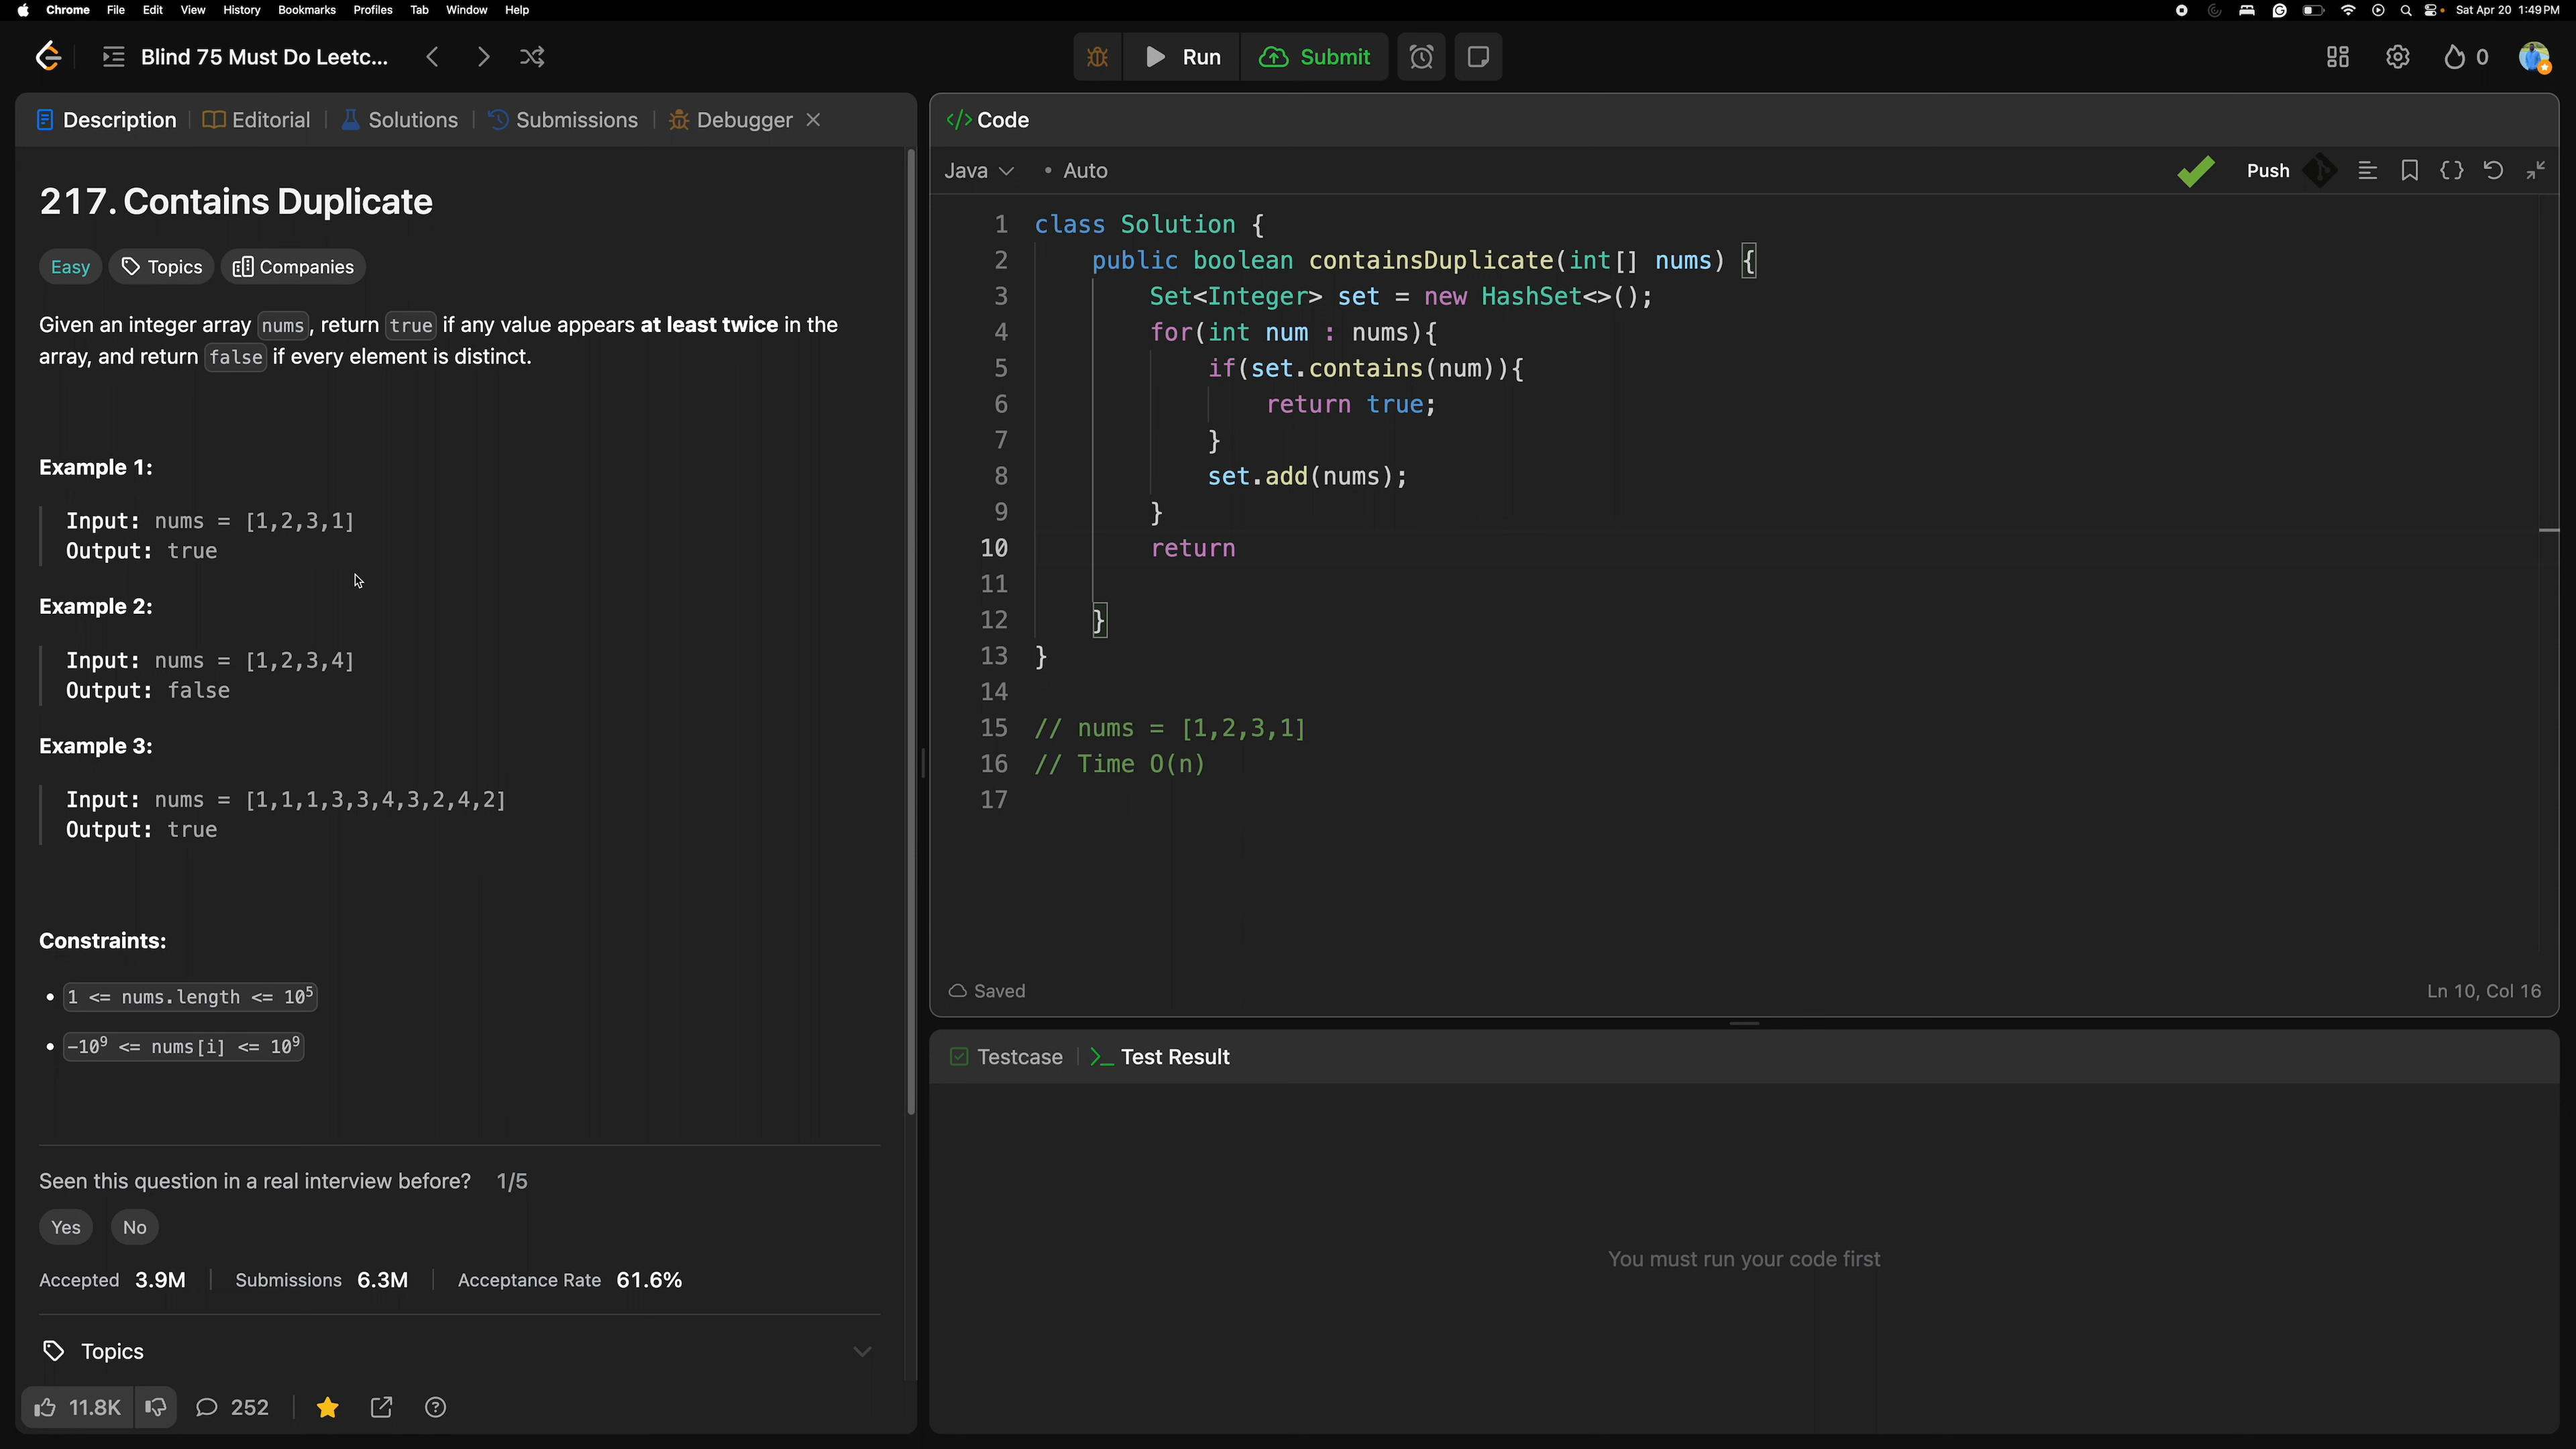 Chrome File Edit View History Bookmarks Profiles Tab Window Help Sat Apr 20 1:49 PM
Blind 75 Must Do Leetc... Run Submit 0
Description Editorial Solutions Submissions Debugger
217. Contains Duplicate
Easy Topics Companies
Given an integer array nums, return true if any value appears at least twice in the
array, and return false if every element is distinct.
Example 1:
Input: nums = [1,2,3,1]
Output: true
Example 2:
Input: nums = [1,2,3,4]
Output: false
Example 3:
Input: nums = [1,1,1,3,3,4,3,2,4,2]
Output: true
Constraints:
• 1 <= nums.length <= 10⁵
• -10⁹ <= nums[i] <= 10⁹
Seen this question in a real interview before? 1/5
Yes No
Accepted 3.9M Submissions 6.3M Acceptance Rate 61.6%
Topics
11.8K 252
</> Code
Java • Auto Push
1 class Solution {
2     public boolean containsDuplicate(int[] nums) {
3         Set<Integer> set = new HashSet<>();
4         for(int num : nums){
5             if(set.contains(num)){
6                 return true;
7             }
8             set.add(nums);
9         }
10         return
11
12     }
13 }
14
15 // nums = [1,2,3,1]
16 // Time O(n)
17
Saved Ln 10, Col 16
Testcase >_ Test Result
You must run your code first